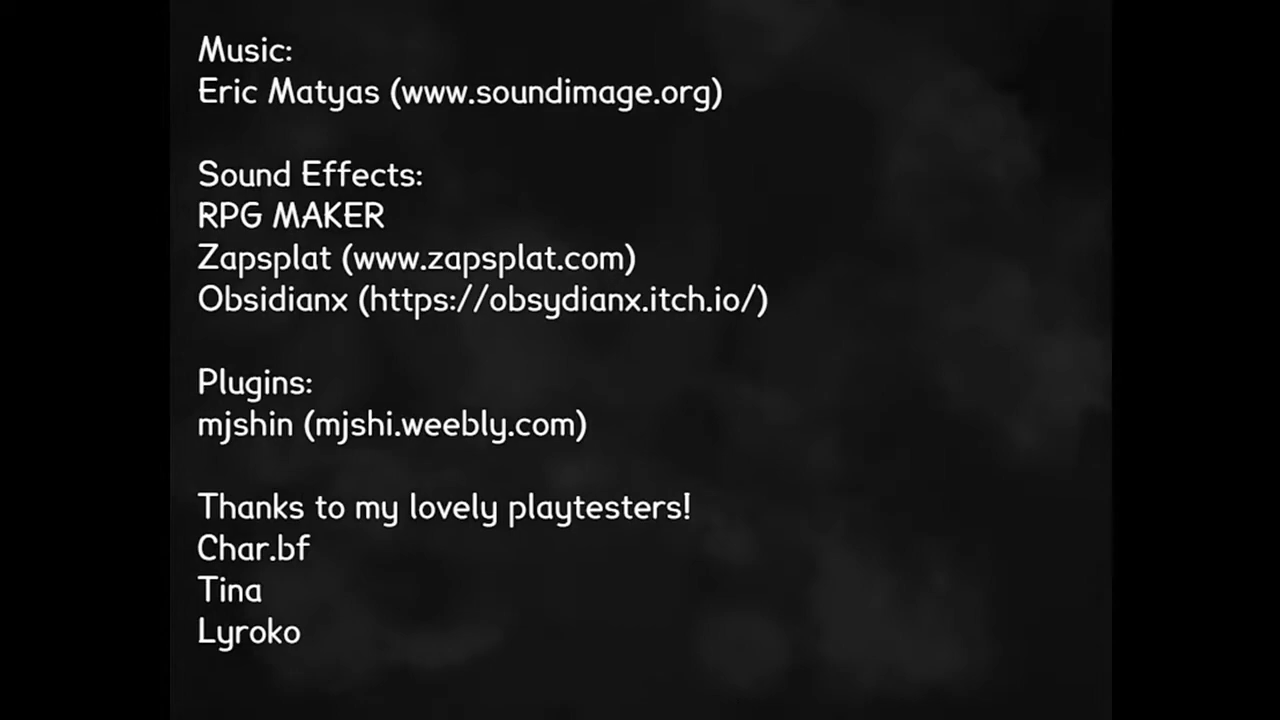 Music:
Eric Matyas (www.soundimage.org)
Sound Effects:
RPG MAKER
Zapsplat (www.zapsplat.com)
Obsidianx (https://obsydianx.itch.io/)
Plugins:
mjshin (mjshi.weebly.com)
Thanks to my lovely playtesters!
Char.bf
Tina
Lyroko